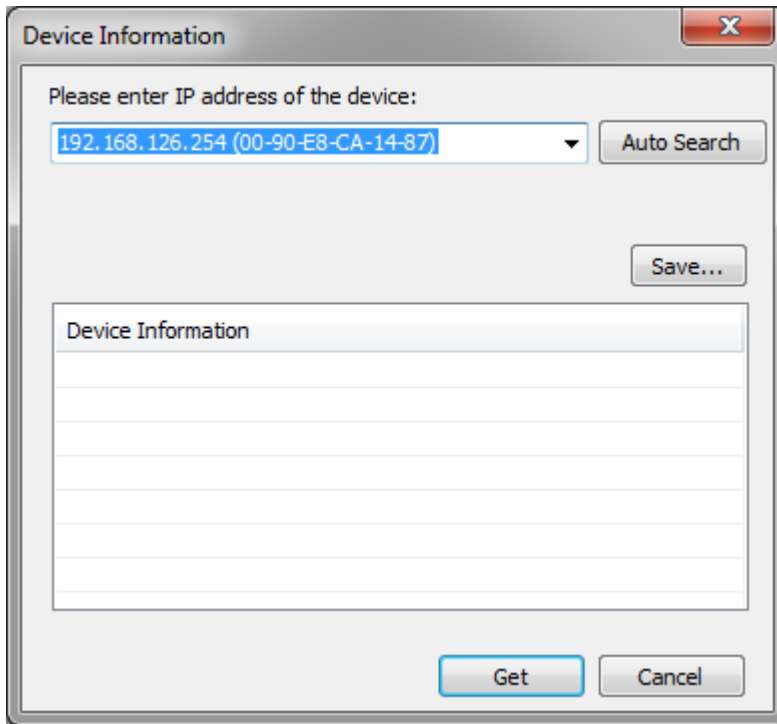 Device Information
Please enter IP address of the device:
192.168.126.254 (00-90-E8-CA-14-87)
Auto Search
Save...
Device Information
Get
Cancel